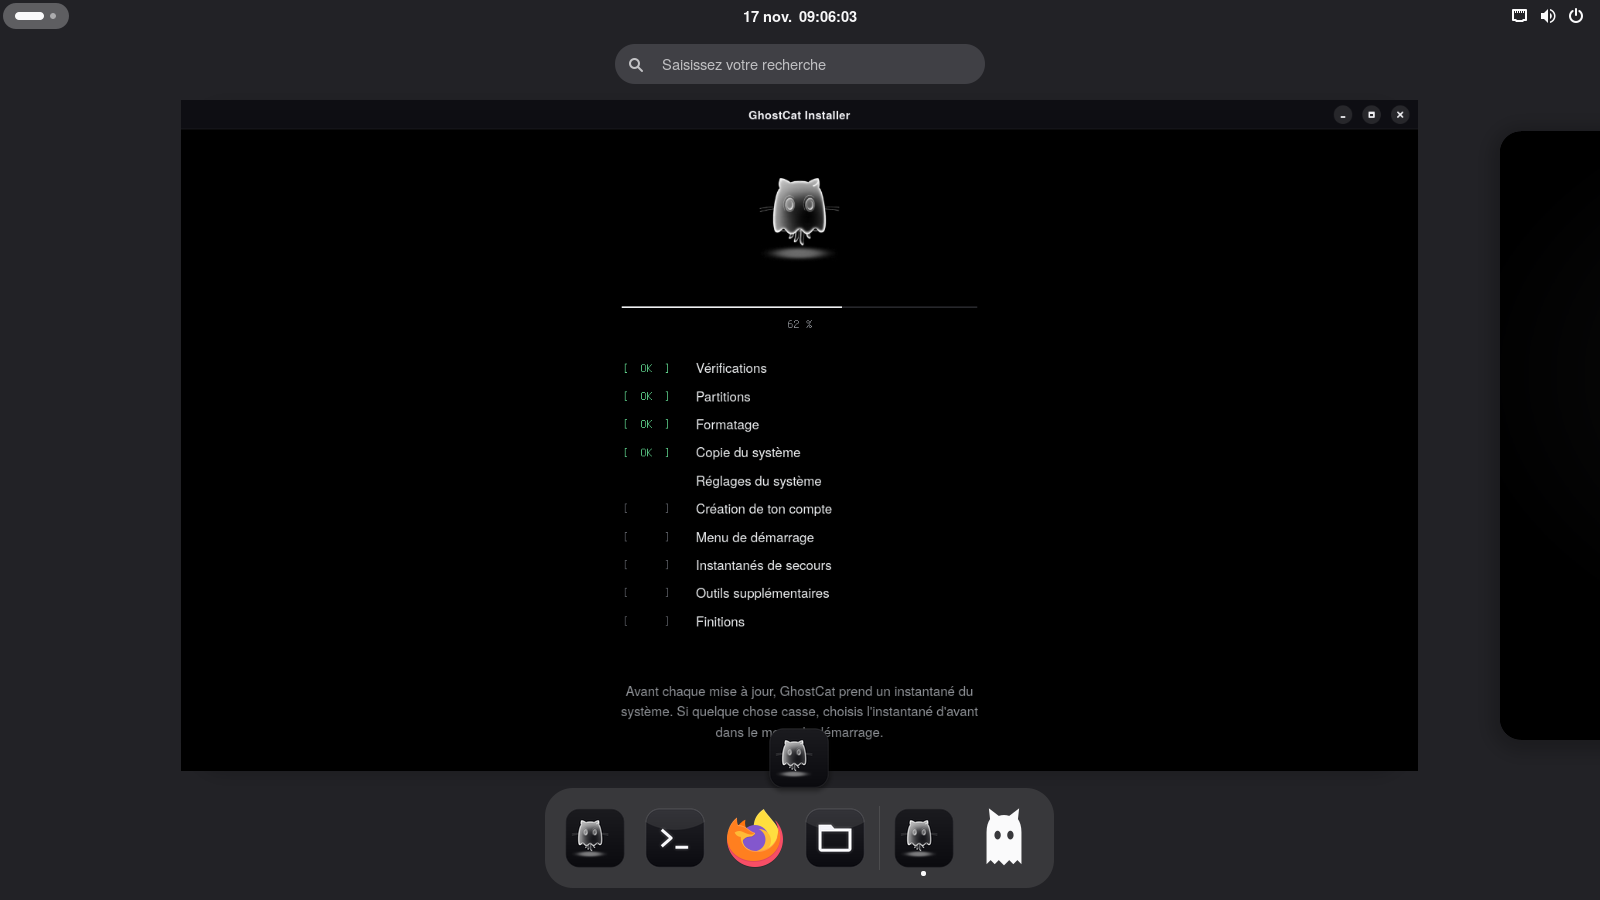 17 nov. 09:06:03
Saisissez votre recherche
GhostCat Installer
62 %
[ OK ] Vérifications
[ OK ] Partitions
[ OK ] Formatage
[ OK ] Copie du système
Réglages du système
[ ] Création de ton compte
[ ] Menu de démarrage
[ ] Instantanés de secours
[ ] Outils supplémentaires
[ ] Finitions
Avant chaque mise à jour, GhostCat prend un instantané du
système. Si quelque chose casse, choisis l'instantané d'avant
dans le démarrage.